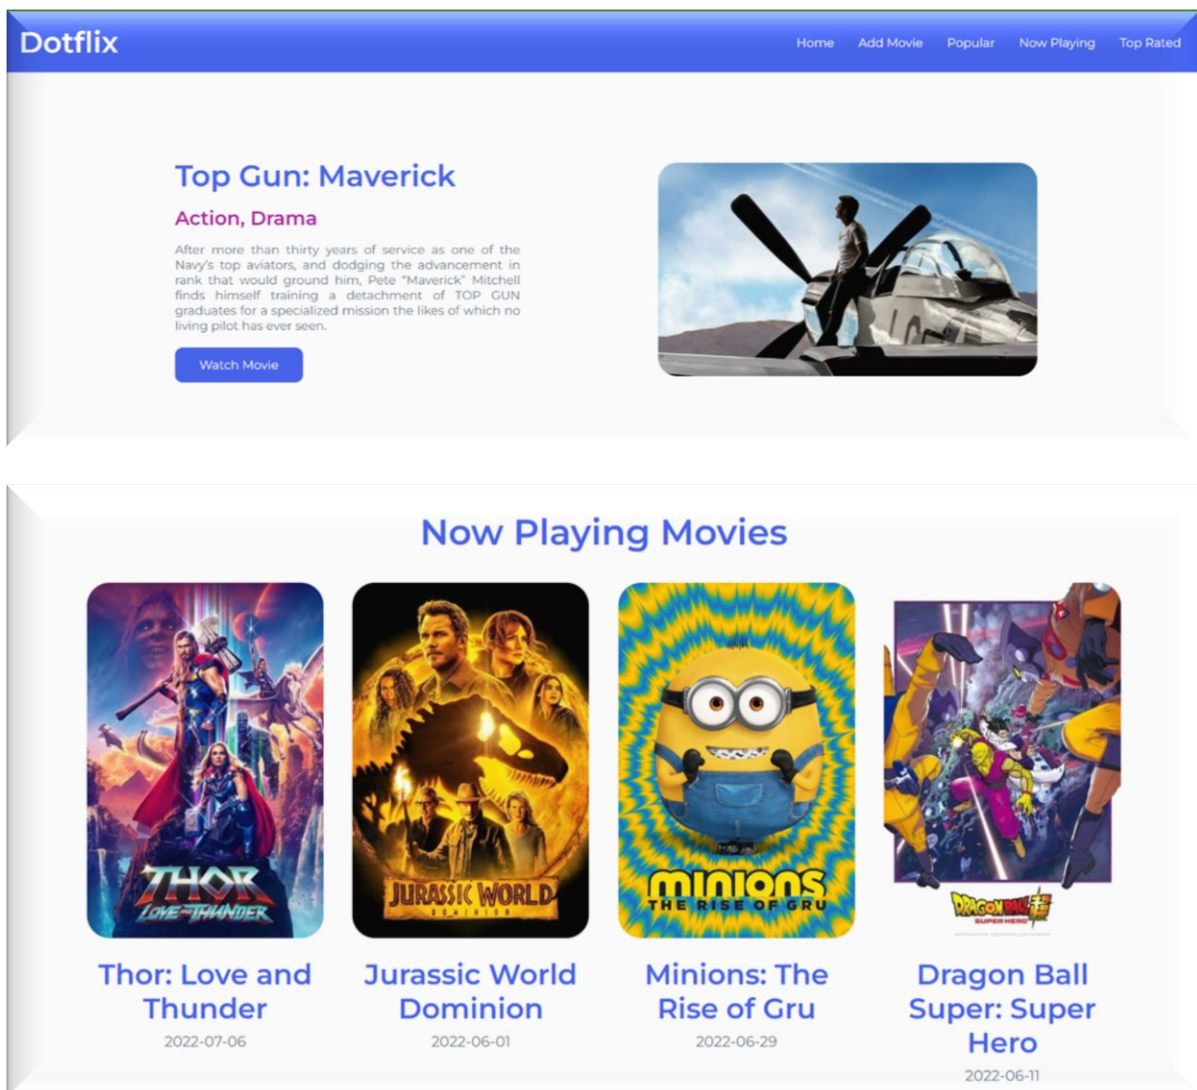 Dotflix
Home Add Movie Popular Now Playing Top Rated
Top Gun: Maverick
Action, Drama
After more than thirty years of service as one of the
Navy's top aviators, and dodging the advancement in
rank that would ground him, Pete "Maverick" Mitchell
finds himself training a detachment of TOP GUN
graduates for a specialized mission the likes of which no
living pilot has ever seen.
Watch Movie
Now Playing Movies
THOR
LOVE AND THUNDER
JURASSIC WORLD
DOMINION
MINIONS
THE RISE OF GRU
DRAGON BALL
SUPER HERO
Thor: Love and
Thunder
2022-07-06
Jurassic World
Dominion
2022-06-01
Minions: The
Rise of Gru
2022-06-29
Dragon Ball
Super: Super
Hero
2022-06-11